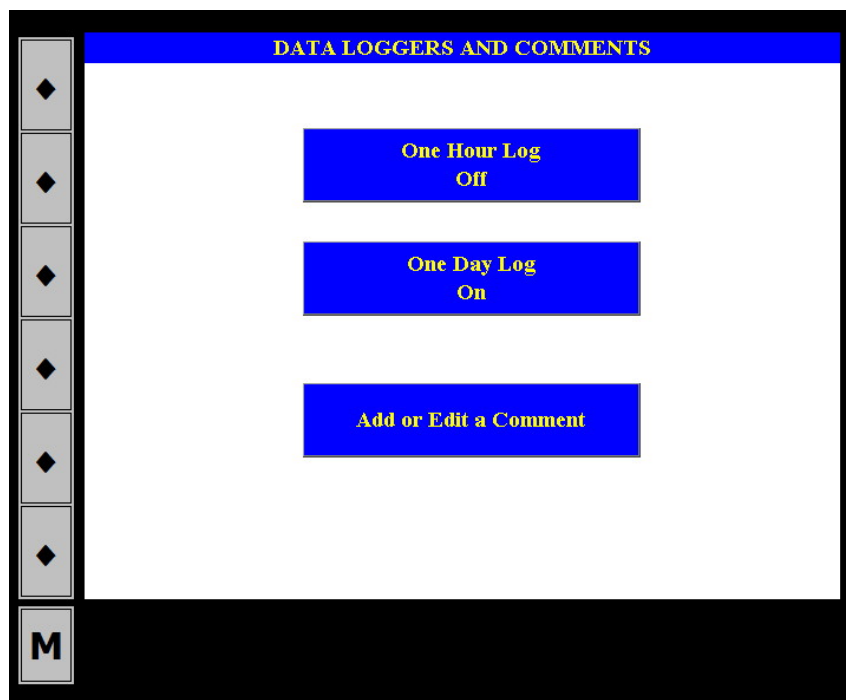 DATA LOGGERS AND COMMENTS
One Hour Log
Off
One Day Log
On
Add or Edit a Comment
M